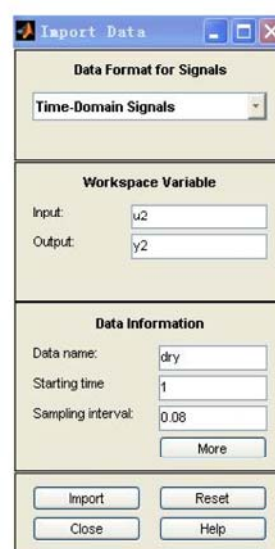 Import Data
Data Format for Signals
Time-Domain Signals
Workspace Variable
Input: u2
Output: y2
Data Information
Data name: dry
Starting time 1
Sampling interval: 0.08
More
Import Reset
Close Help